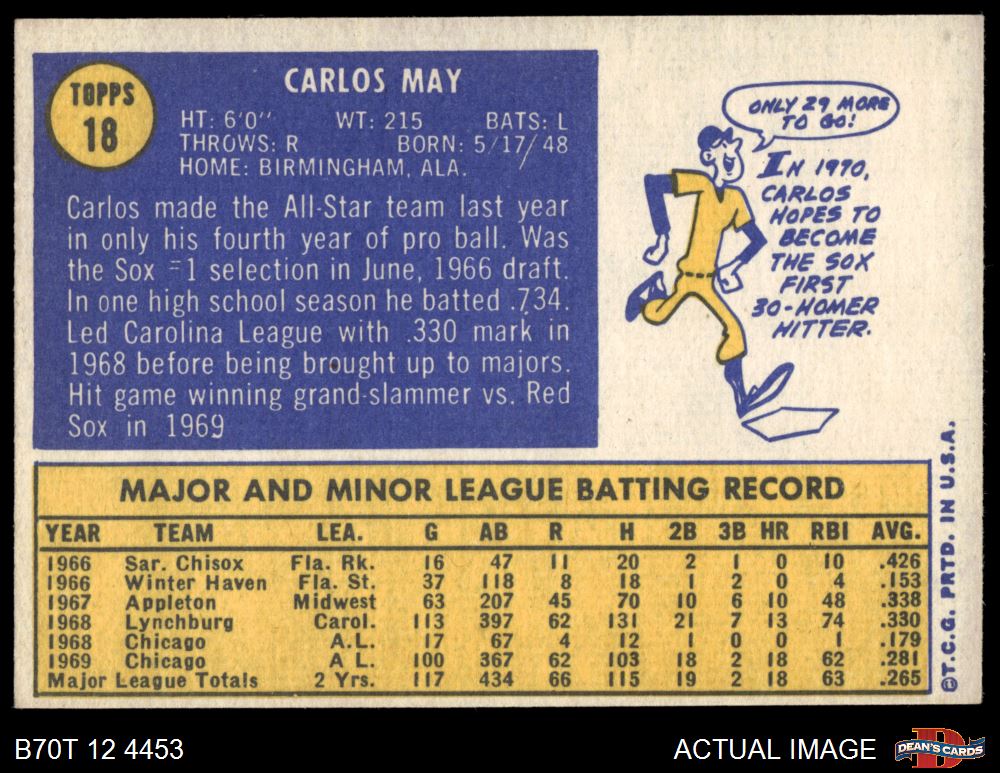 TOPPS
18
CARLOS MAY
HT: 6'0" WT: 215 BATS: L
THROWS: R BORN: 5/17/48
HOME: BIRMINGHAM, ALA.
Carlos made the All-Star team last year
in only his fourth year of pro ball. Was
the Sox =1 selection in June, 1966 draft.
In one high school season he batted .734.
Led Carolina League with .330 mark in
1968 before being brought up to majors.
Hit game winning grand-slammer vs. Red
Sox in 1969
ONLY 29 MORE
TO GO!
IN 1970,
CARLOS
HOPES TO
BECOME
THE SOX
FIRST
30-HOMER
HITTER.
MAJOR AND MINOR LEAGUE BATTING RECORD
YEAR TEAM LEA. G AB R H 2B 3B HR RBI AVG.
1966 Sar. Chisox Fla. Rk. 16 47 11 20 2 1 0 10 .426
1966 Winter Haven Fla. St. 37 118 8 18 1 2 0 4 .153
1967 Appleton Midwest 63 207 45 70 10 6 10 48 .338
1968 Lynchburg Carol. 113 397 62 131 21 7 13 74 .330
1968 Chicago A.L. 17 67 4 12 1 0 0 1 .179
1969 Chicago A L. 100 367 62 103 18 2 18 62 .281
Major League Totals 2 Yrs. 117 434 66 115 19 2 18 63 .265
©T.C.G. PRTD. IN U.S.A.
B70T 12 4453
ACTUAL IMAGE
DEAN'S CARDS